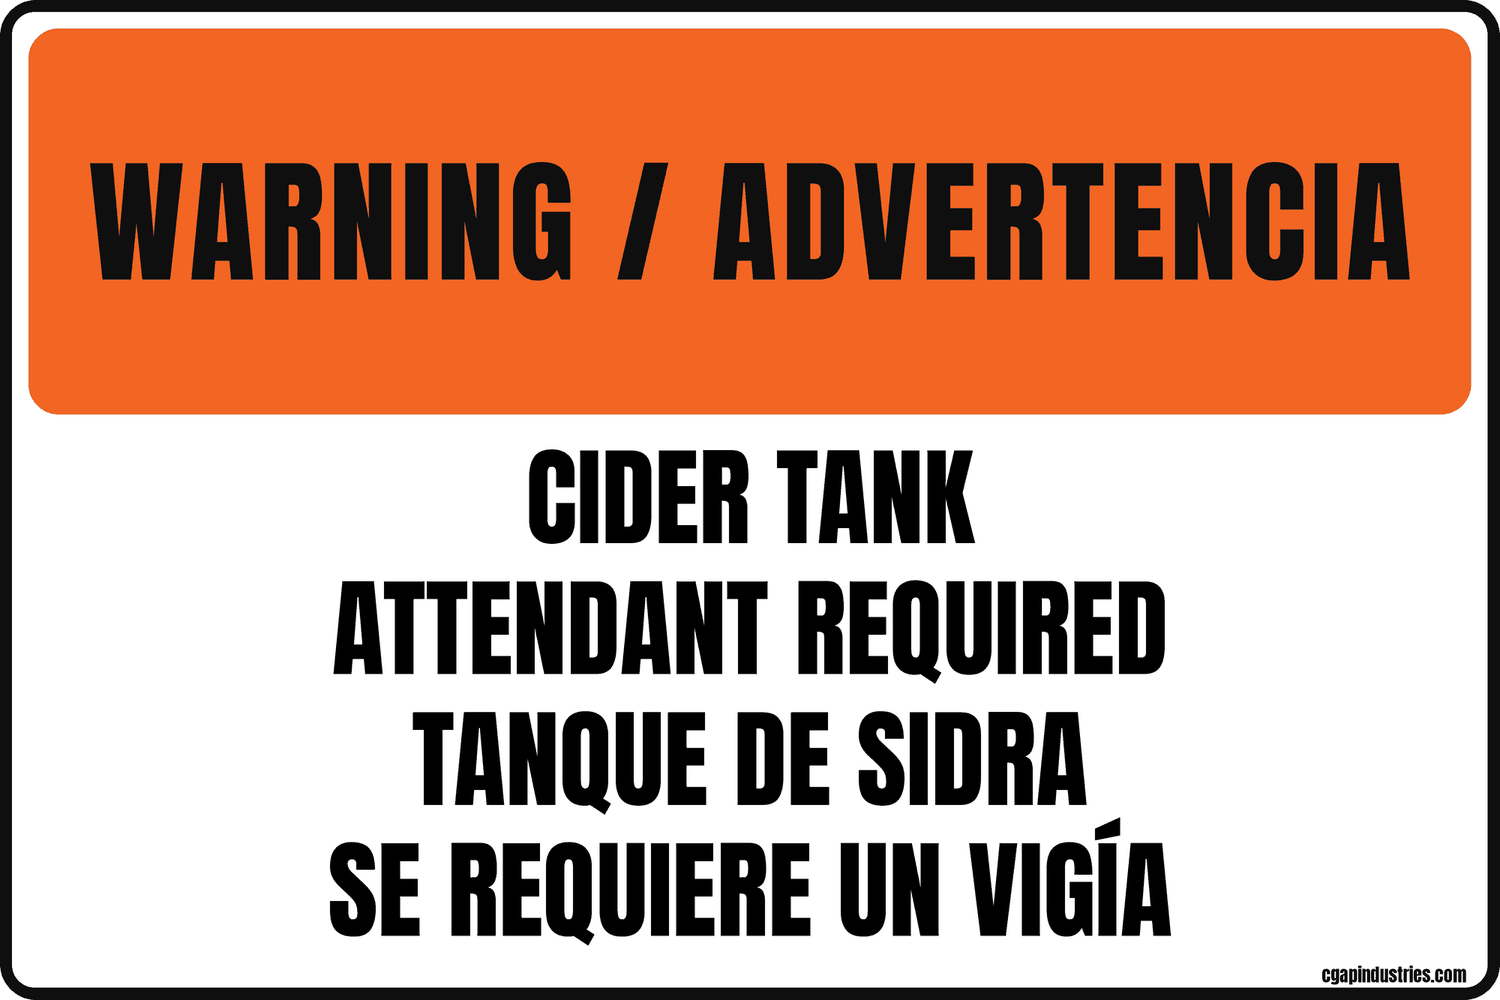 WARNING / ADVERTENCIA
CIDER TANK
ATTENDANT REQUIRED
TANQUE DE SIDRA
SE REQUIERE UN VIGÍA
cgapindustries.com